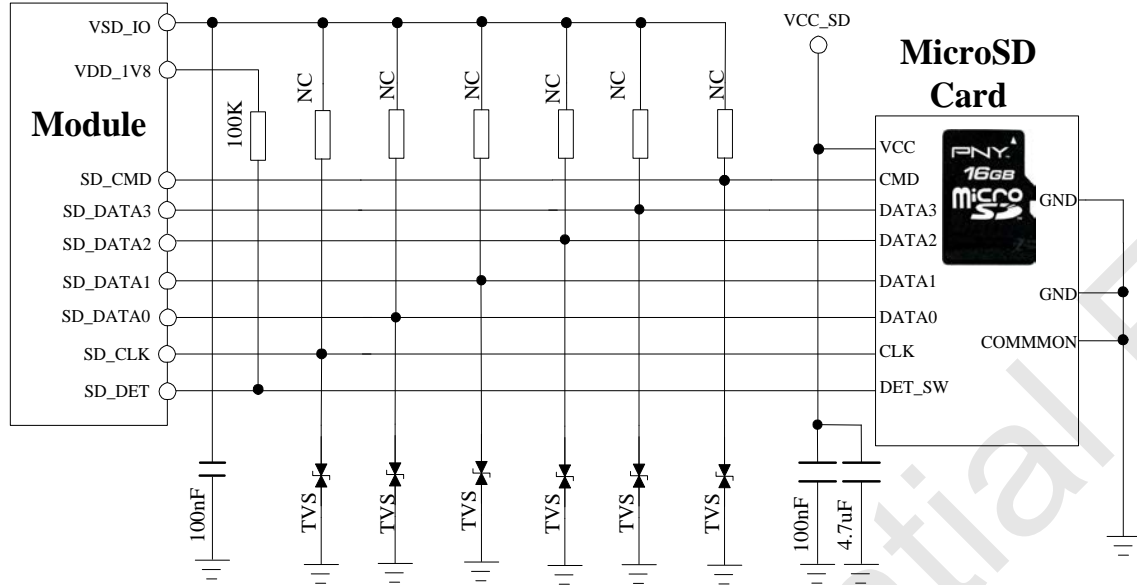 VSD_IO
VDD_1V8
Module
SD_CMD
SD_DATA3
SD_DATA2
SD_DATA1
SD_DATA0
SD_CLK
SD_DET
100K
NC
NC
NC
NC
NC
NC
100nF
TVS
TVS
TVS
TVS
TVS
TVS
VCC_SD
100nF
4.7uF
MicroSD
Card
VCC
CMD
DATA3
DATA2
DATA1
DATA0
CLK
DET_SW
PNY
16GB
micro
SD
GND
GND
COMMMON
ntial